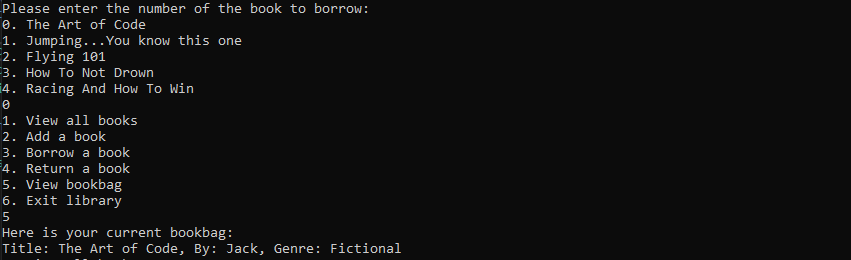 Please enter the number of the book to borrow:
0. The Art of Code
1. Jumping...You know this one
2. Flying 101
3. How To Not Drown
4. Racing And How To Win
0
1. View all books
2. Add a book
3. Borrow a book
4. Return a book
5. View bookbag
6. Exit library
5
Here is your current bookbag:
Title: The Art of Code, By: Jack, Genre: Fictional